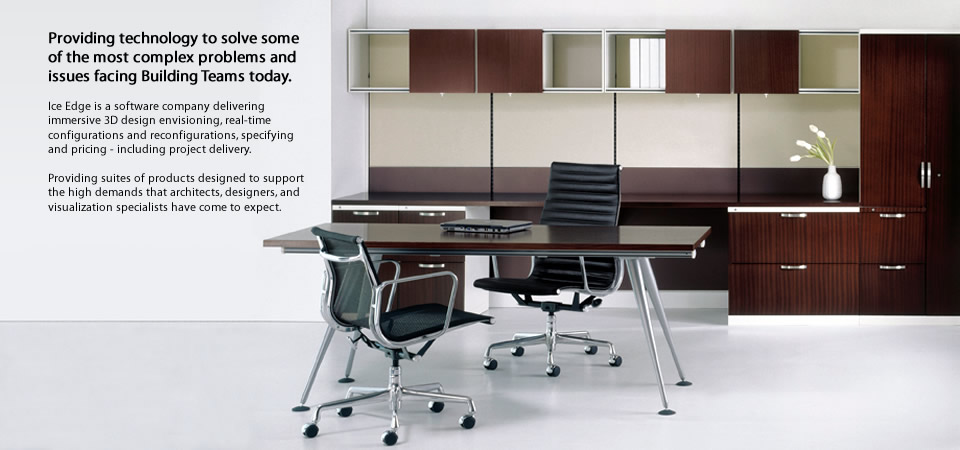 Providing technology to solve some
of the most complex problems and
issues facing Building Teams today.
Ice Edge is a software company delivering
immersive 3D design envisioning, real-time
configurations and reconfigurations, specifying
and pricing - including project delivery.
Providing suites of products designed to support
the high demands that architects, designers, and
visualization specialists have come to expect.